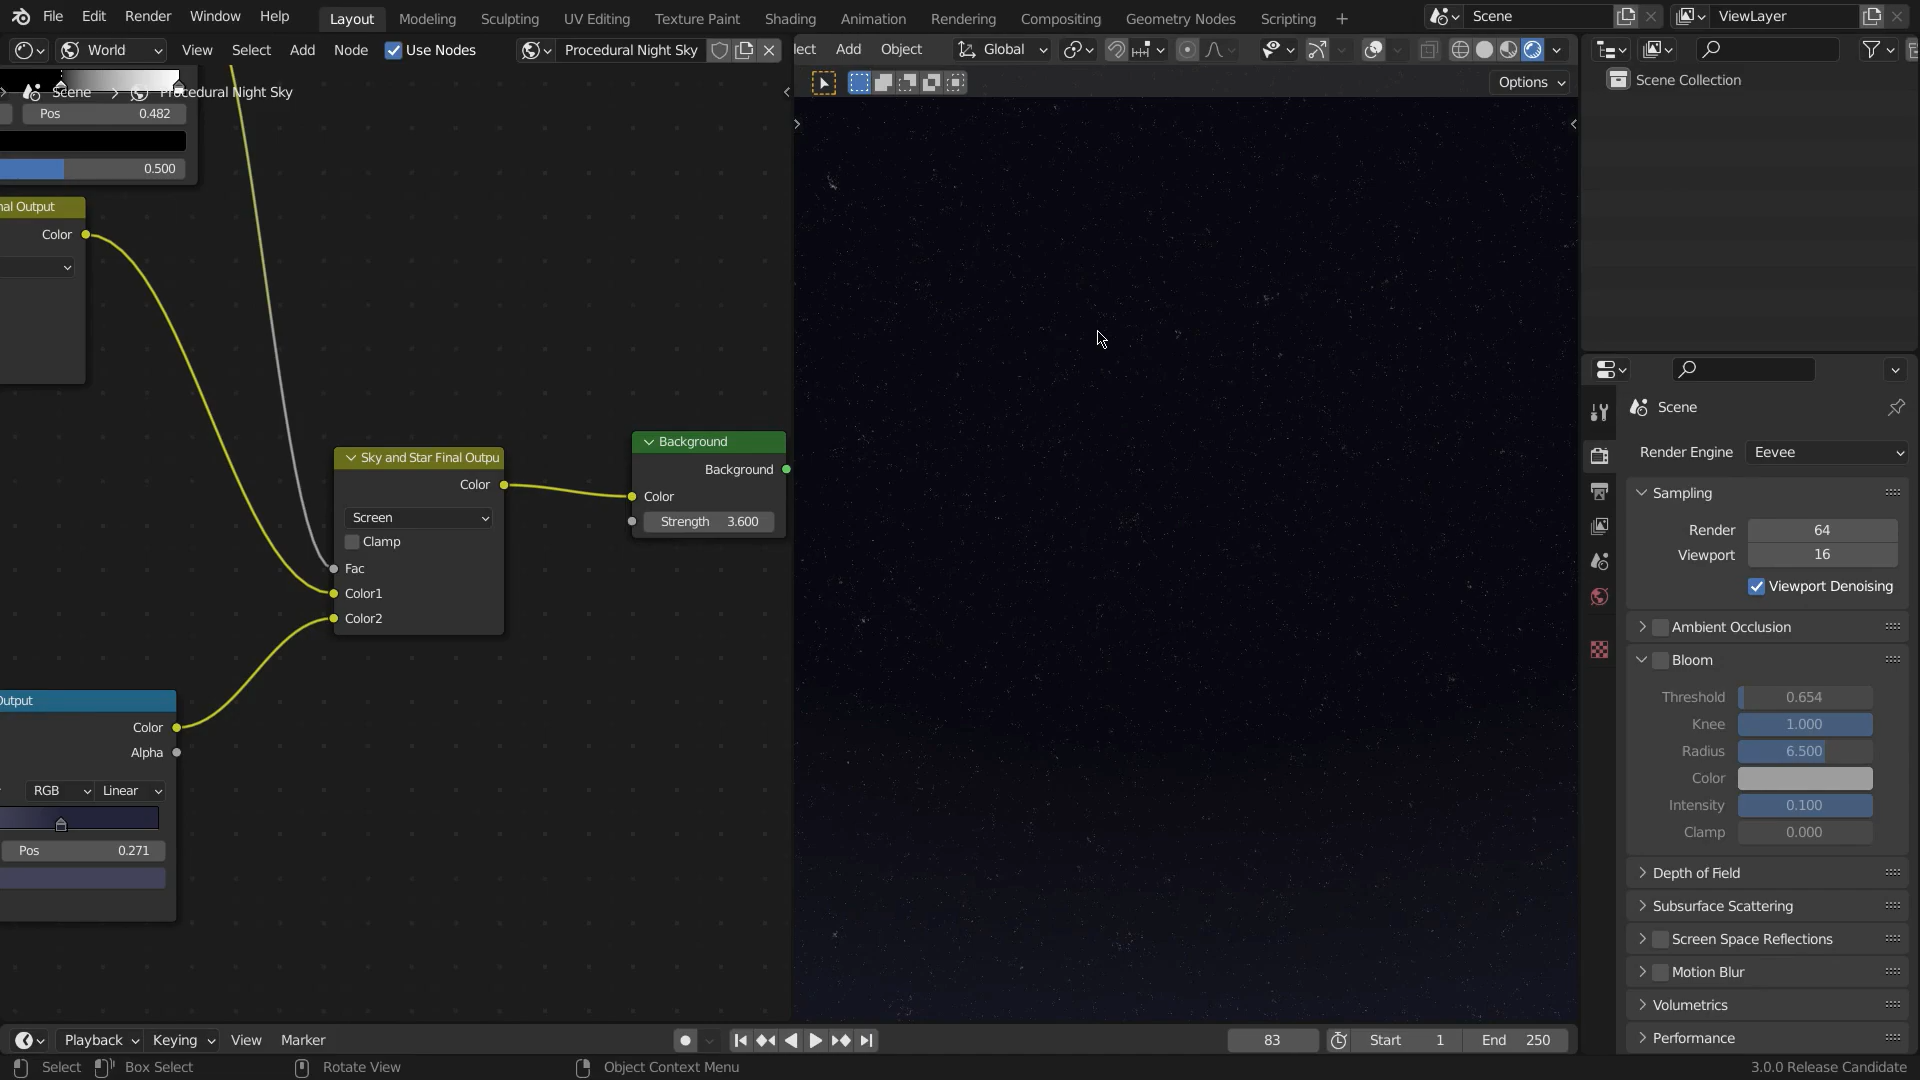 File Edit Render Window Help Layout Modeling Sculpting UV Editing Texture Paint Shading Animation Rendering Compositing Geometry Nodes Scripting + Scene ViewLayer
World View Select Add Node Use Nodes Procedural Night Sky
lect Add Object Global
Options
Scene Collection
Scene > Procedural Night Sky
Pos 0.482
0.500
nal Output
Color
Background
Background
Color
Strength 3.600
Sky and Star Final Outpu
Color
Screen
Clamp
Fac
Color1
Color2
Output
Color
Alpha
RGB Linear
Pos 0.271
Scene
Render Engine Eevee
Sampling
Render 64
Viewport 16
Viewport Denoising
Ambient Occlusion
Bloom
Threshold 0.654
Knee 1.000
Radius 6.500
Color
Intensity 0.100
Clamp 0.000
Depth of Field
Subsurface Scattering
Screen Space Reflections
Motion Blur
Volumetrics
Performance
Playback Keying View Marker 83 Start 1 End 250
Select Box Select Rotate View Object Context Menu 3.0.0 Release Candidate